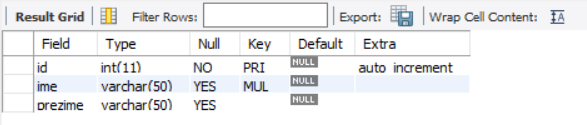 Result Grid Filter Rows: Export: Wrap Cell Content: IA
Field Type Null Key Default Extra
id int(11) NO PRI NULL auto_increment
ime varchar(50) YES MUL NULL
prezime varchar(50) YES NULL